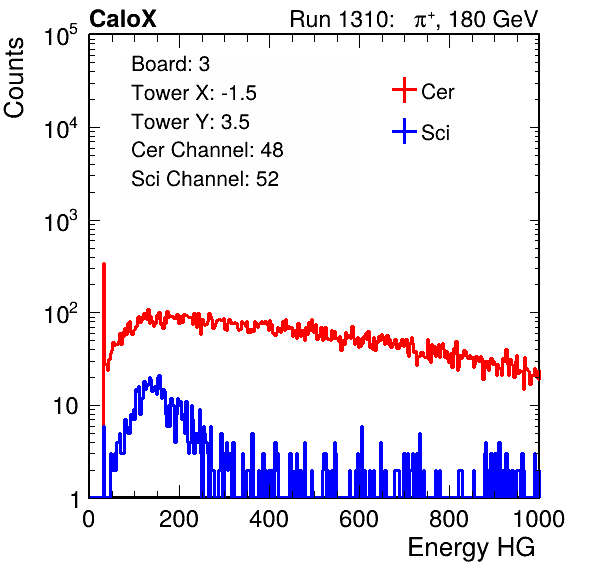 CaloX Run 1310: π⁺, 180 GeV
Board: 3
Tower X: -1.5
Tower Y: 3.5
Cer Channel: 48
Sci Channel: 52
Cer
Sci
Counts
10⁵
10⁴
10³
10²
10
1
0 200 400 600 800 1000
Energy HG